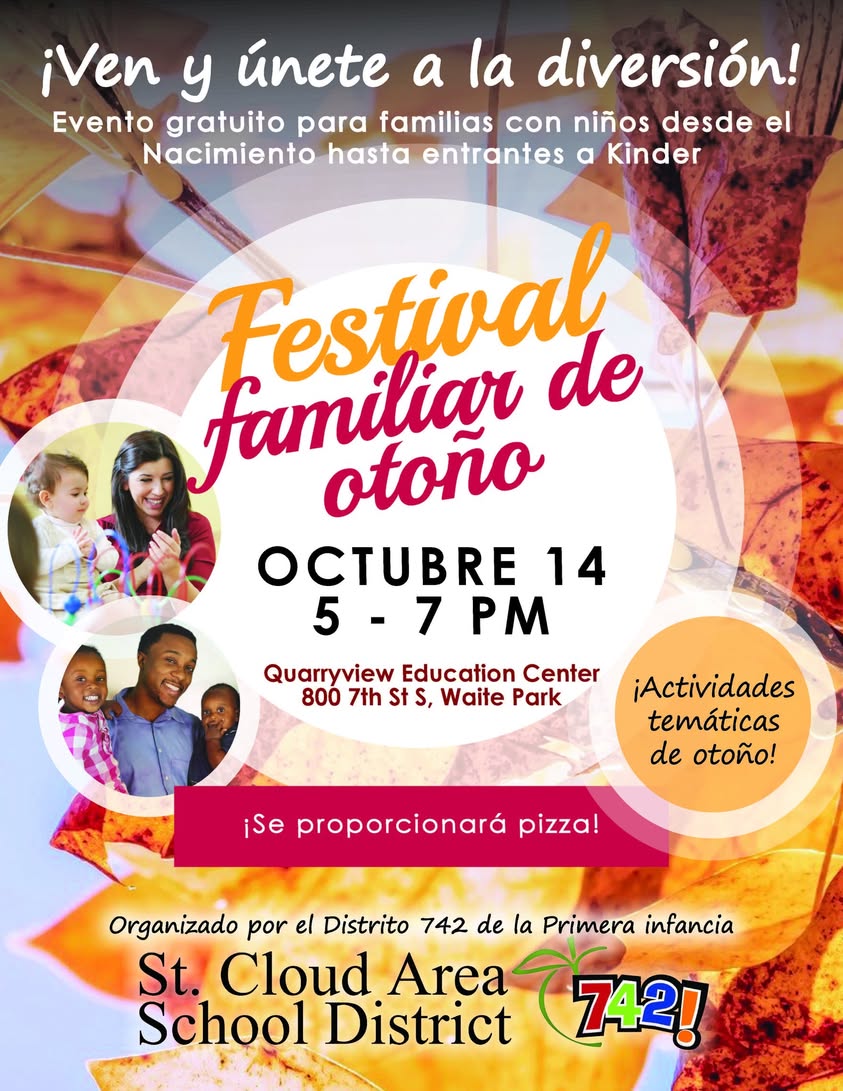 ¡Ven y únete a la diversión!
Evento gratuito para familias con niños desde el
Nacimiento hasta entrantes a Kinder
Festival
familiar de
otoño
OCTUBRE 14
5 - 7 PM
Quarryview Education Center
800 7th St S, Waite Park
¡Actividades
temáticas
de otoño!
¡Se proporcionará pizza!
Organizado por el Distrito 742 de la Primera infancia
St. Cloud Area
School District
742!